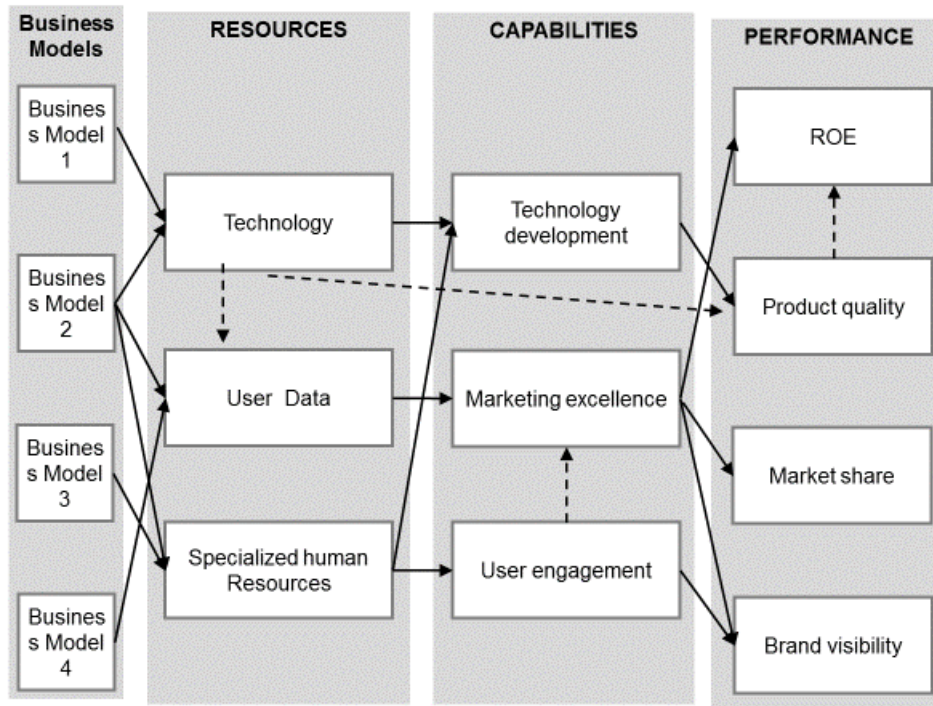 Business
Models
RESOURCES
CAPABILITIES
PERFORMANCE
Busines
s Model
1
Busines
s Model
2
Busines
s Model
3
Busines
s Model
4
Technology
User Data
Specialized human
Resources
Technology
development
Marketing excellence
User engagement
ROE
Product quality
Market share
Brand visibility